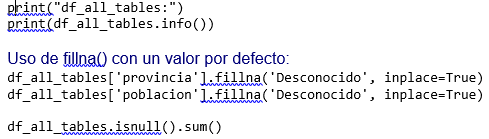 print("df_all_tables:")
print(df_all_tables.info())
Uso de fillna() con un valor por defecto:
df_all_tables['provincia'].fillna('Desconocido', inplace=True)
df_all_tables['poblacion'].fillna('Desconocido', inplace=True)
df_all_tables.isnull().sum()